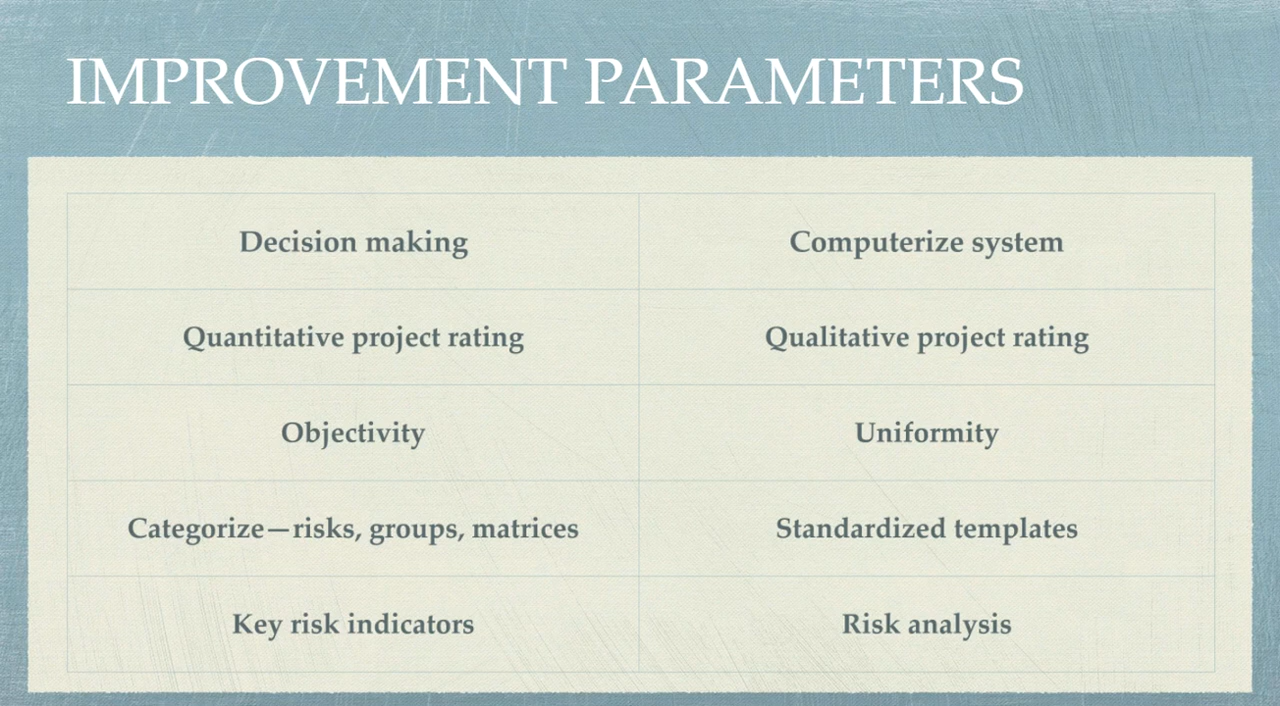 IMPROVEMENT PARAMETERS
Decision making
Computerize system
Quantitative project rating
Qualitative project rating
Objectivity
Uniformity
Categorize—risks, groups, matrices
Standardized templates
Key risk indicators
Risk analysis